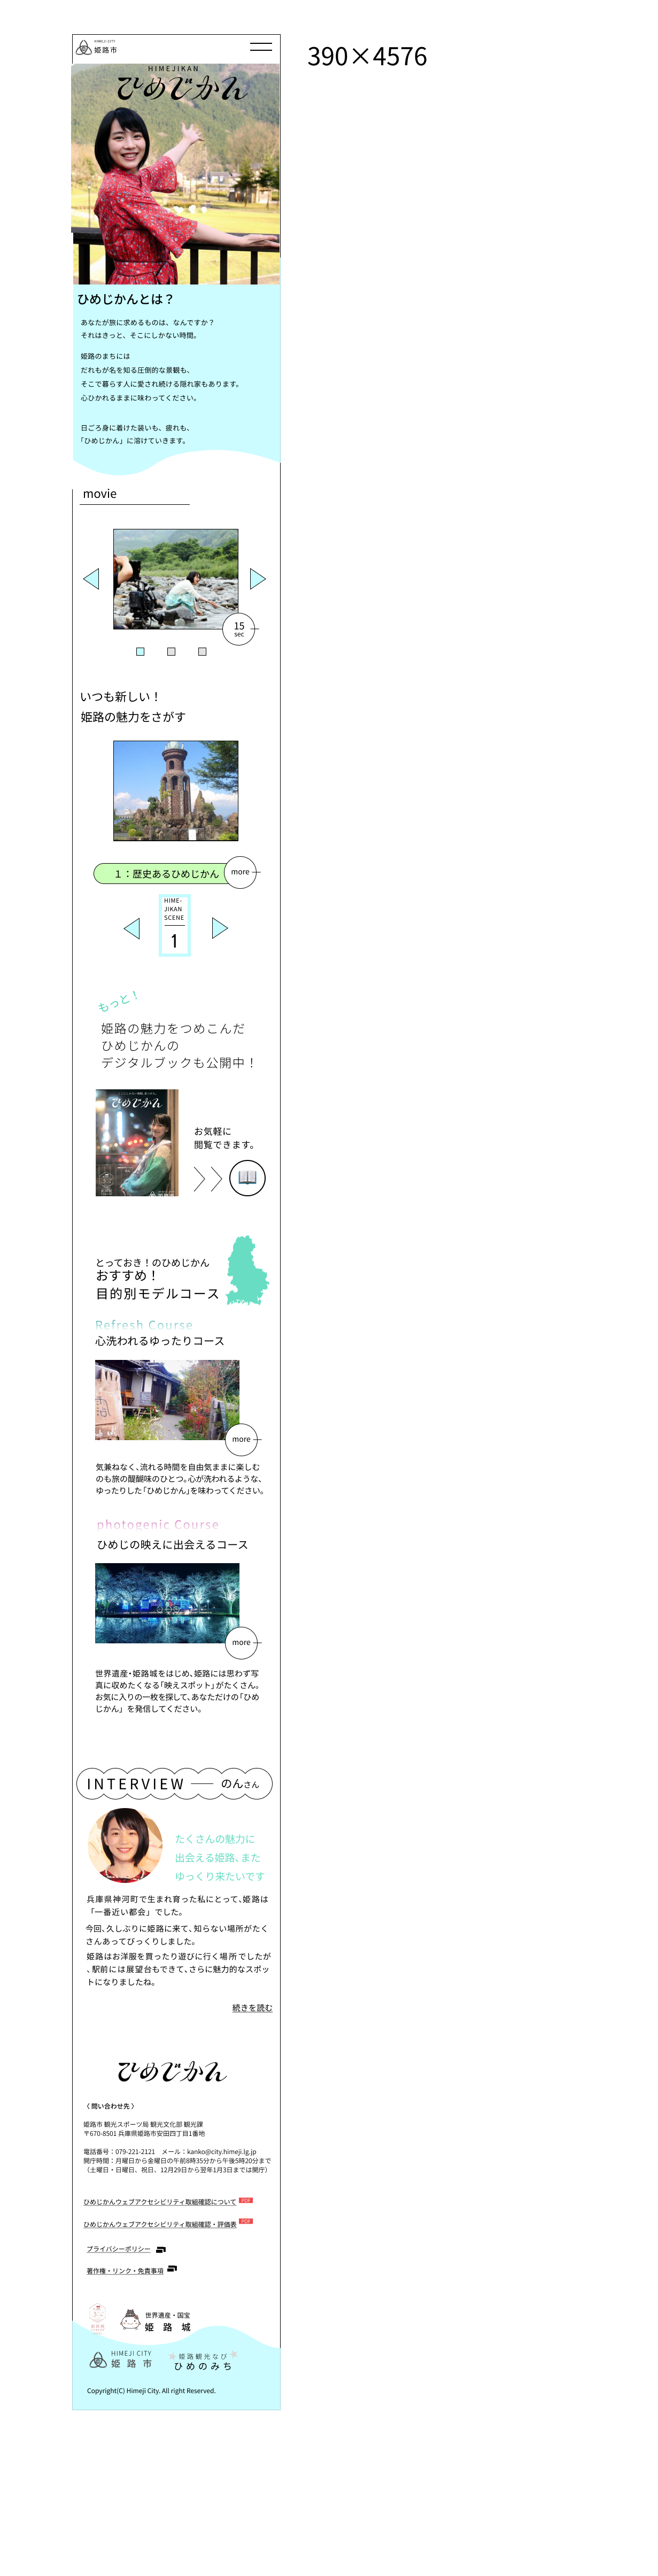 HIMEJI CITY
姫路市
390×4576
HIMEJIKAN
ひめじかん
ひめじかんとは？
あなたが旅に求めるものは、なんですか？
それはきっと、そこにしかない時間。
姫路のまちには
だれもが名を知る圧倒的な景観も、
そこで暮らす人に愛され続ける隠れ家もあります。
心ひかれるままに味わってください。
日ごろ身に着けた装いも、疲れも、
「ひめじかん」に溶けていきます。
movie
15
sec
いつも新しい！
姫路の魅力をさがす
１：歴史あるひめじかん
more
HIME-
JIKAN
SCENE
1
もっと！
姫路の魅力をつめこんだ
ひめじかんの
デジタルブックも公開中！
ひめじかん
お気軽に
閲覧できます。
とっておき！のひめじかん
おすすめ！
目的別モデルコース
Refresh Course
心洗われるゆったりコース
more
気兼ねなく、流れる時間を自由気ままに楽しむ
のも旅の醍醐味のひとつ。心が洗われるような、
ゆったりした「ひめじかん」を味わってください。
photogenic Course
ひめじの映えに出会えるコース
more
世界遺産・姫路城をはじめ、姫路には思わず写
真に収めたくなる「映えスポット」がたくさん。
お気に入りの一枚を探して、あなただけの「ひめ
じかん」を発信してください。
INTERVIEW のんさん
たくさんの魅力に
出会える姫路、また
ゆっくり来たいです
兵庫県神河町で生まれ育った私にとって、姫路は
「一番近い都会」でした。
今回、久しぶりに姫路に来て、知らない場所がたく
さんあってびっくりしました。
姫路はお洋服を買ったり遊びに行く場所でしたが
、駅前には展望台もできて、さらに魅力的なスポッ
トになりましたね。
続きを読む
ひめじかん
〈 問い合わせ先 〉
姫路市 観光スポーツ局 観光文化部 観光課
〒670-8501 兵庫県姫路市安田四丁目1番地
電話番号：079-221-2121　メール：kanko@city.himeji.lg.jp
開庁時間：月曜日から金曜日の午前8時35分から午後5時20分まで
（土曜日・日曜日、祝日、12月29日から翌年1月3日までは閉庁）
ひめじかんウェブアクセシビリティ取組確認について PDF
ひめじかんウェブアクセシビリティ取組確認・評価表 PDF
プライバシーポリシー
著作権・リンク・免責事項
世界遺産・国宝
姫路城
HIMEJI CITY
姫路市
姫路観光なび
ひめのみち
Copyright(C) Himeji City. All right Reserved.